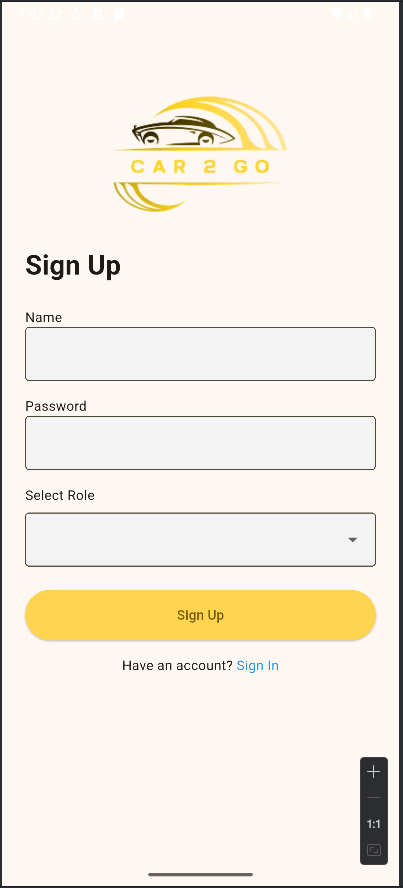 CAR 2 GO
Sign Up
Name
Password
Select Role
Sign Up
Have an account? Sign In
1:1